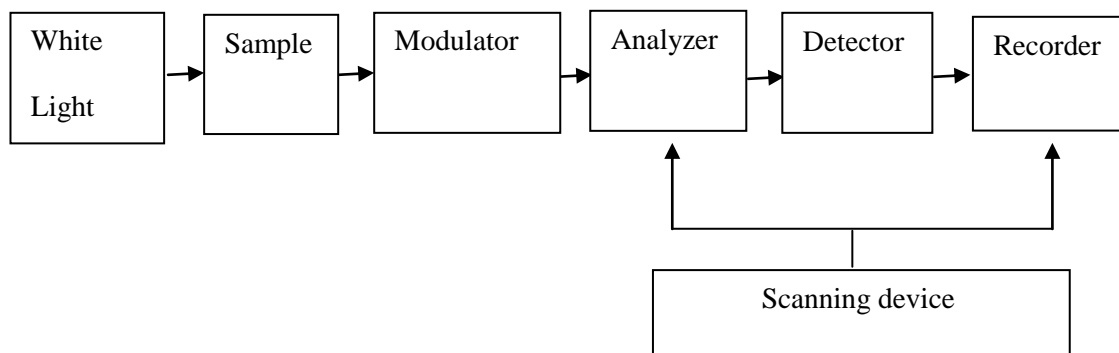 White
Light
Sample
Modulator
Analyzer
Detector
Recorder
Scanning device